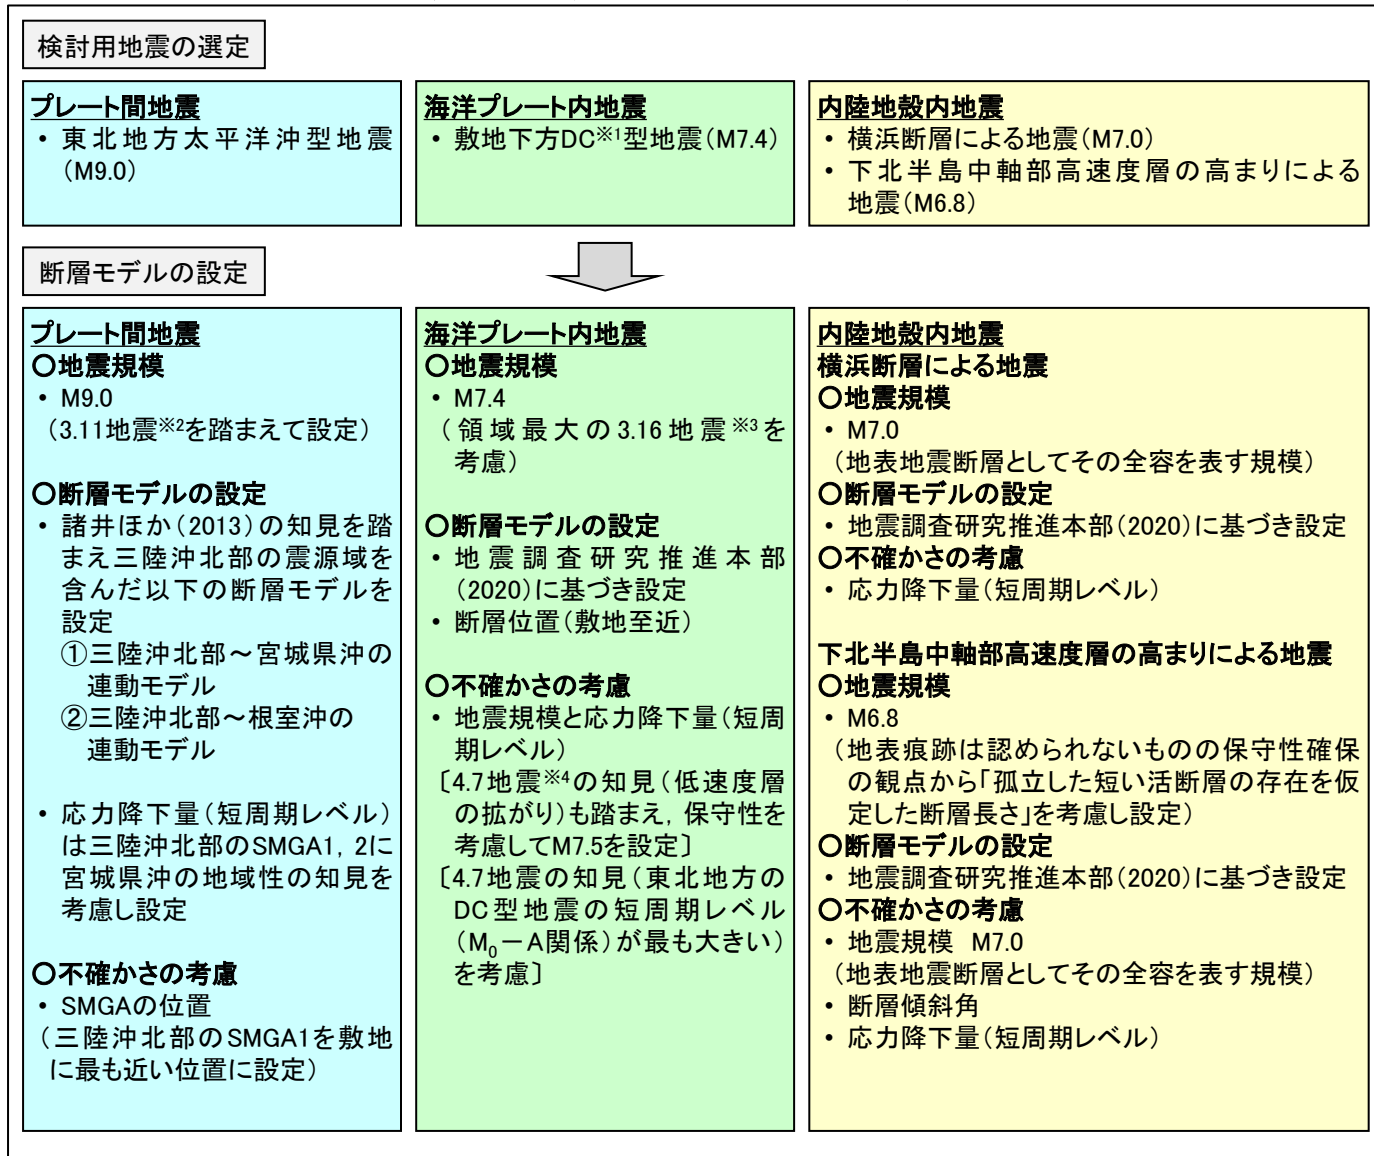 検討用地震の選定
プレート間地震
• 東北地方太平洋沖型地震
(M9.0)
海洋プレート内地震
• 敷地下方DC※1型地震(M7.4)
内陸地殻内地震
• 横浜断層による地震(M7.0)
• 下北半島中軸部高速度層の高まりによる
地震(M6.8)
断層モデルの設定
プレート間地震
○地震規模
• M9.0
(3.11地震※2を踏まえて設定)
○断層モデルの設定
• 諸井ほか(2013)の知見を踏
まえ三陸沖北部の震源域を
含んだ以下の断層モデルを
設定
①三陸沖北部～宮城県沖の
連動モデル
②三陸沖北部～根室沖の
連動モデル
• 応力降下量(短周期レベル)
は三陸沖北部のSMGA1, 2に
宮城県沖の地域性の知見を
考慮し設定
○不確かさの考慮
• SMGAの位置
(三陸沖北部のSMGA1を敷地
に最も近い位置に設定)
海洋プレート内地震
○地震規模
• M7.4
(領域最大の3.16地震※3を
考慮)
○断層モデルの設定
• 地震調査研究推進本部
(2020)に基づき設定
• 断層位置(敷地至近)
○不確かさの考慮
• 地震規模と応力降下量(短周
期レベル)
〔4.7地震※4の知見(低速度層
の拡がり)も踏まえ, 保守性を
考慮してM7.5を設定〕
〔4.7地震の知見(東北地方の
DC型地震の短周期レベル
(M0－A関係)が最も大きい)
を考慮〕
内陸地殻内地震
横浜断層による地震
○地震規模
• M7.0
(地表地震断層としてその全容を表す規模)
○断層モデルの設定
• 地震調査研究推進本部(2020)に基づき設定
○不確かさの考慮
• 応力降下量(短周期レベル)
下北半島中軸部高速度層の高まりによる地震
○地震規模
• M6.8
(地表痕跡は認められないものの保守性確保
の観点から「孤立した短い活断層の存在を仮
定した断層長さ」を考慮し設定)
○断層モデルの設定
• 地震調査研究推進本部(2020)に基づき設定
○不確かさの考慮
• 地震規模 M7.0
(地表地震断層としてその全容を表す規模)
• 断層傾斜角
• 応力降下量(短周期レベル)